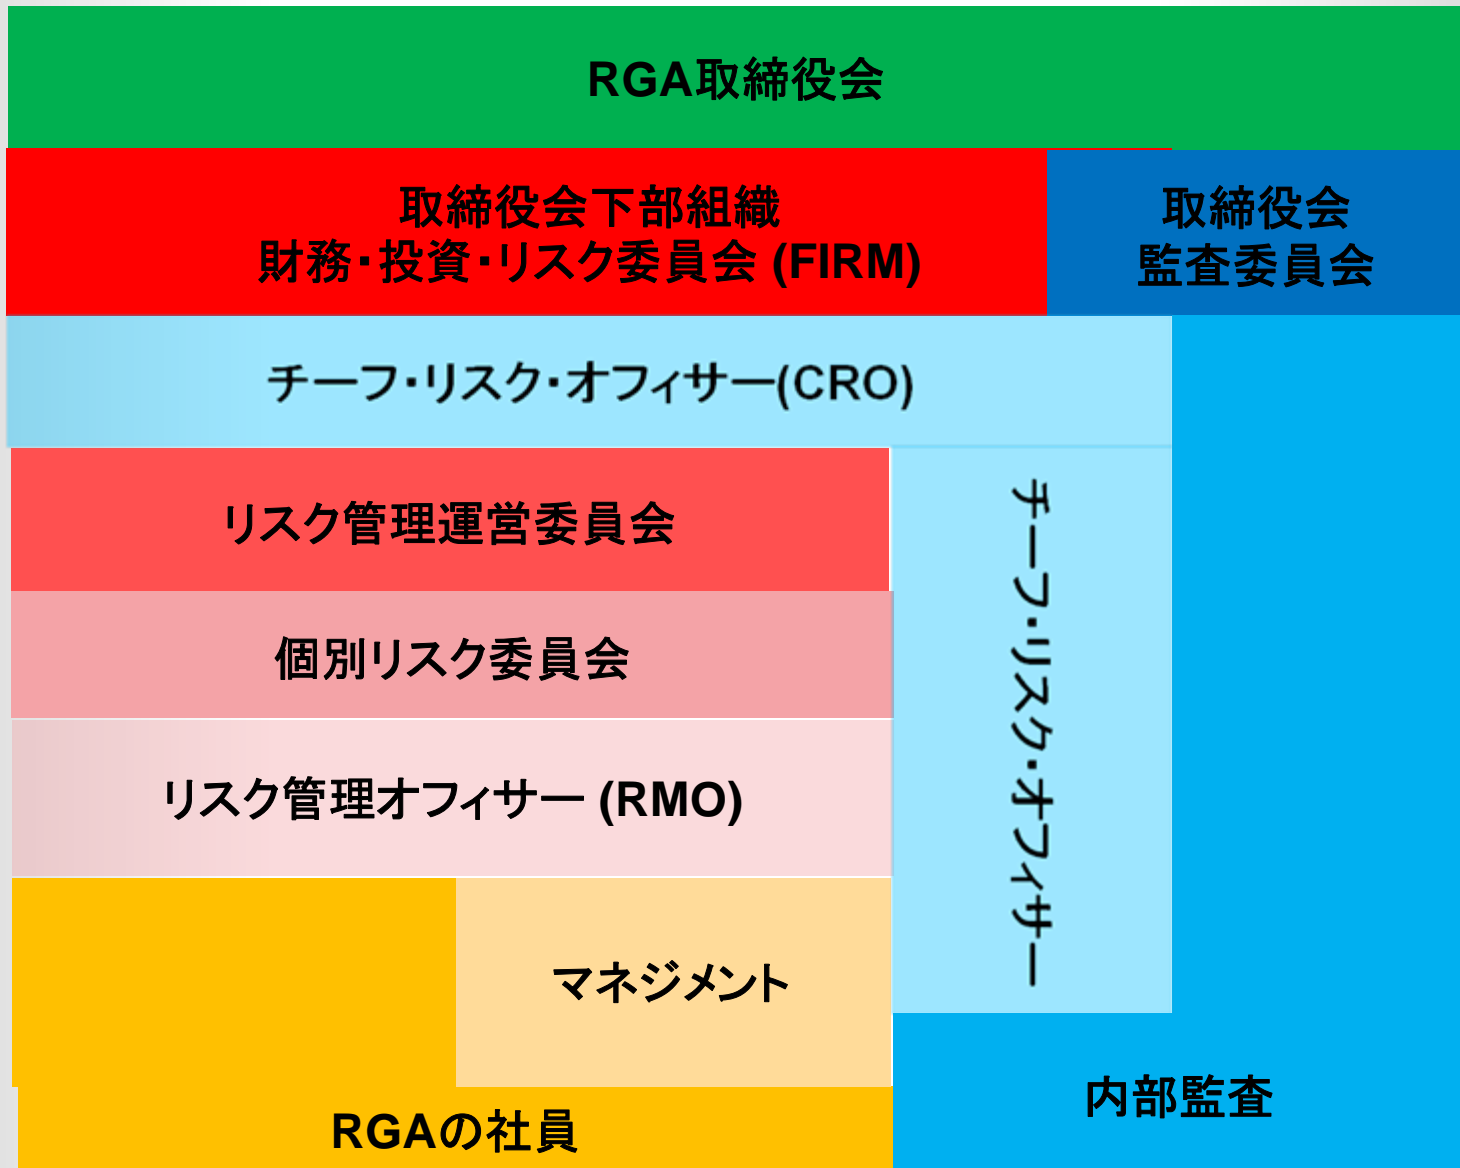 RGA取締役会
取締役会下部組織
財務・投資・リスク委員会 (FIRM)
取締役会
監査委員会
チーフ・リスク・オフィサー(CRO)
リスク管理運営委員会
チーフ・リスク・オフィサー
個別リスク委員会
リスク管理オフィサー (RMO)
マネジメント
内部監査
RGAの社員